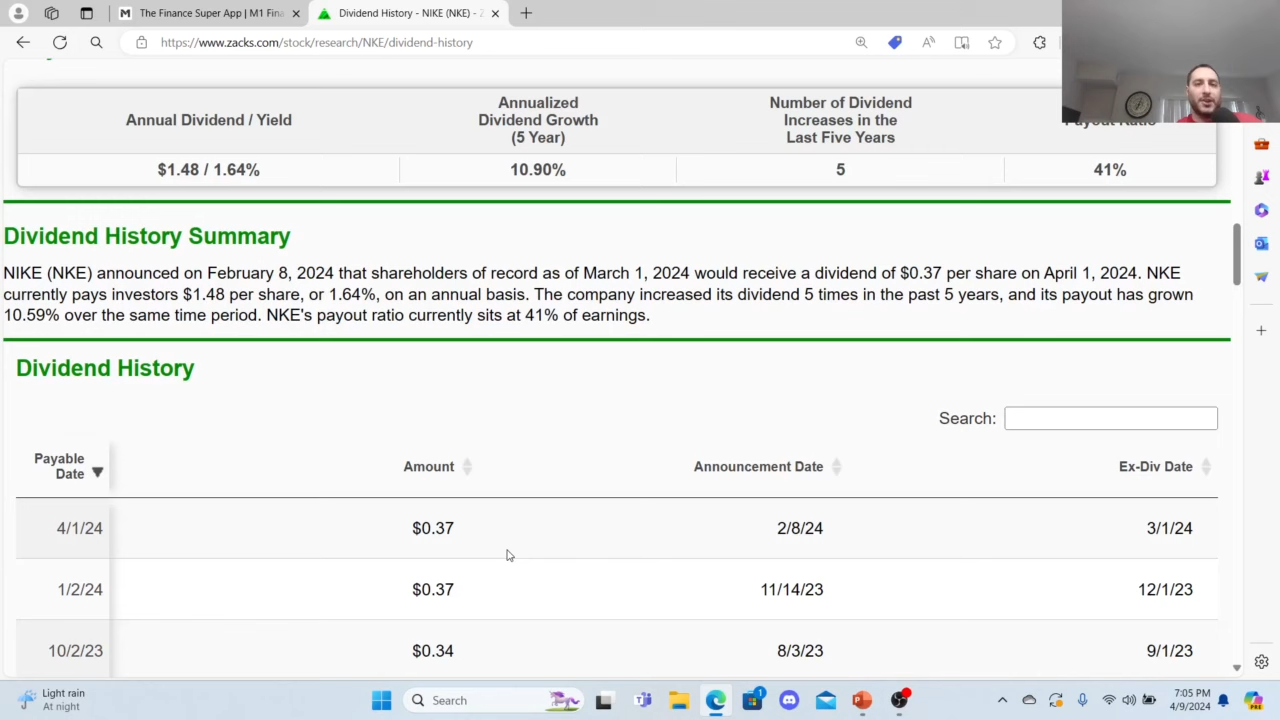 The Finance Super App | M1 Fina
Dividend History - NIKE (NKE) - Z
https://www.zacks.com/stock/research/NKE/dividend-history
Annual Dividend / Yield
Annualized
Dividend Growth
(5 Year)
Number of Dividend
Increases in the
Last Five Years
Payout Ratio
$1.48 / 1.64%
10.90%
5
41%
Dividend History Summary
NIKE (NKE) announced on February 8, 2024 that shareholders of record as of March 1, 2024 would receive a dividend of $0.37 per share on April 1, 2024. NKE
currently pays investors $1.48 per share, or 1.64%, on an annual basis. The company increased its dividend 5 times in the past 5 years, and its payout has grown
10.59% over the same time period. NKE's payout ratio currently sits at 41% of earnings.
Dividend History
Search:
Payable
Date
Amount
Announcement Date
Ex-Div Date
4/1/24
$0.37
2/8/24
3/1/24
1/2/24
$0.37
11/14/23
12/1/23
10/2/23
$0.34
8/3/23
9/1/23
Light rain
At night
Search
1
7:05 PM
4/9/2024
PRE